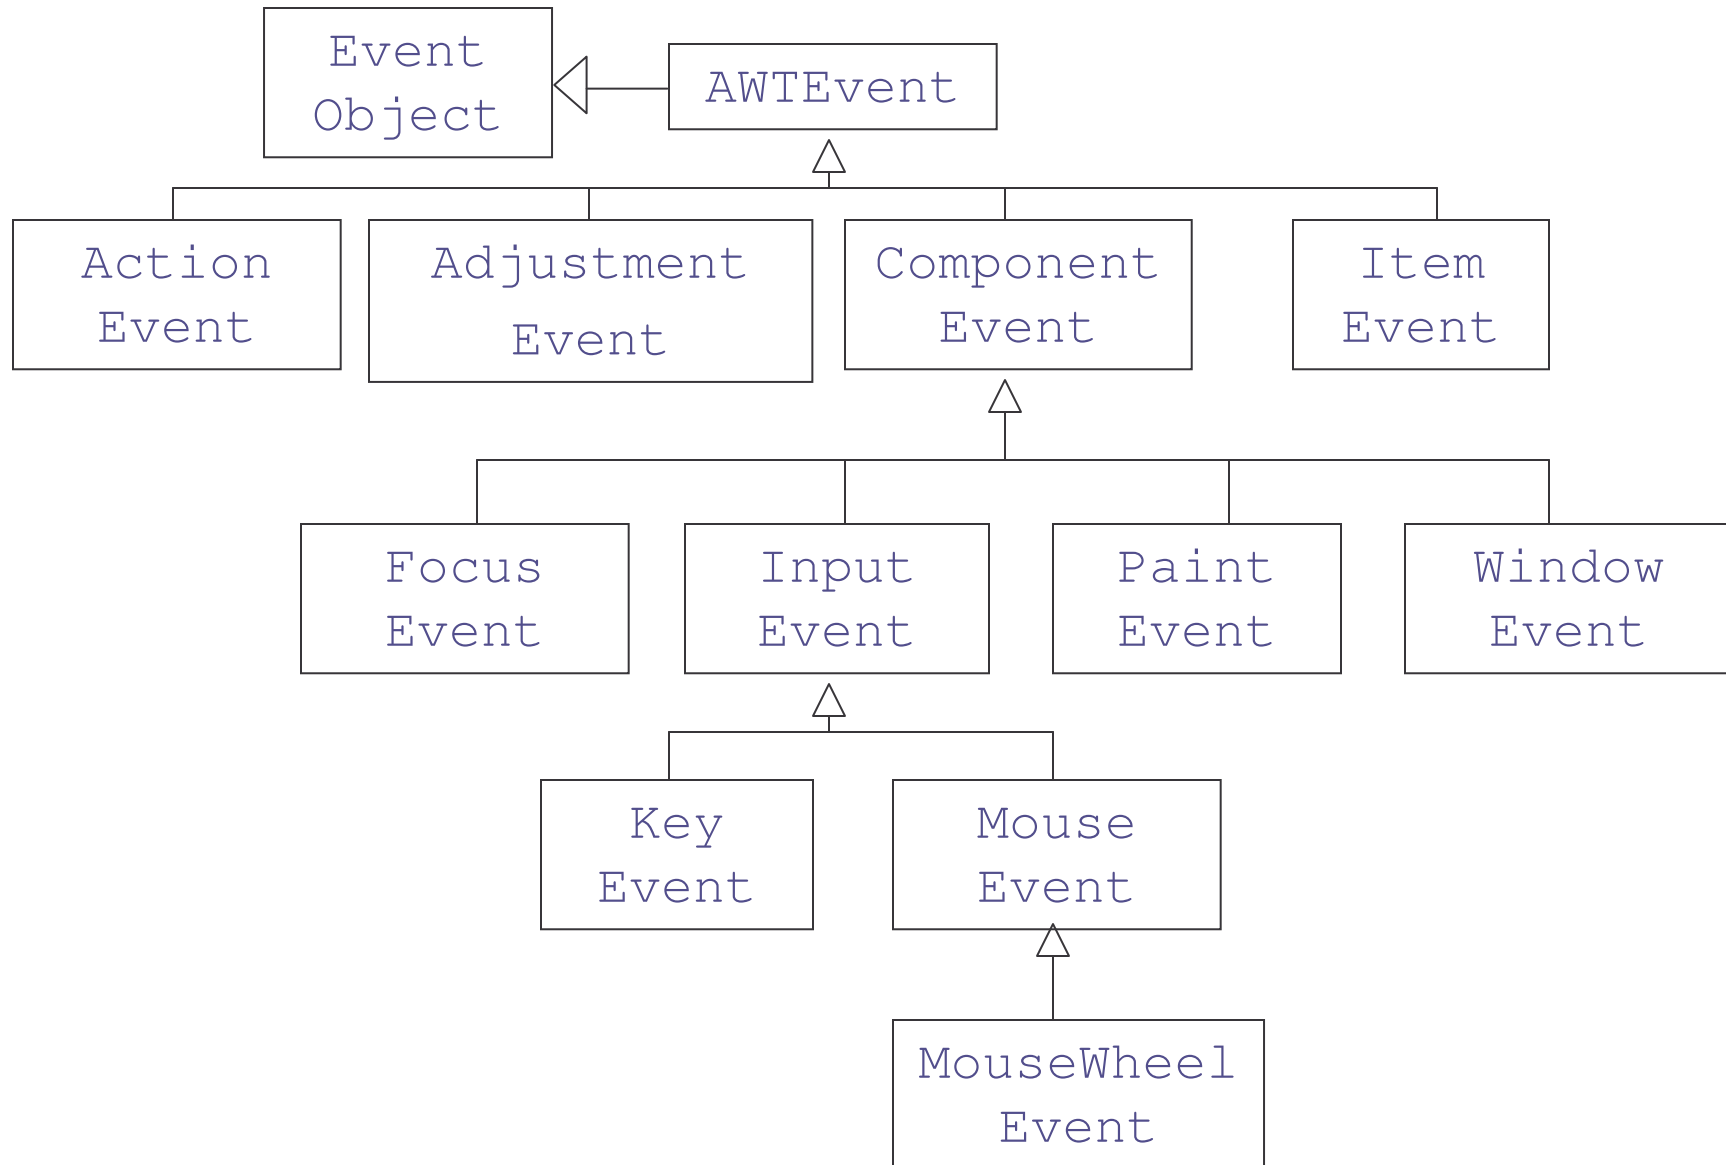 Event
Object
AWTEvent
Action
Event
Adjustment
Event
Component
Event
Item
Event
Focus
Event
Input
Event
Paint
Event
Window
Event
Key
Event
Mouse
Event
MouseWheel
Event